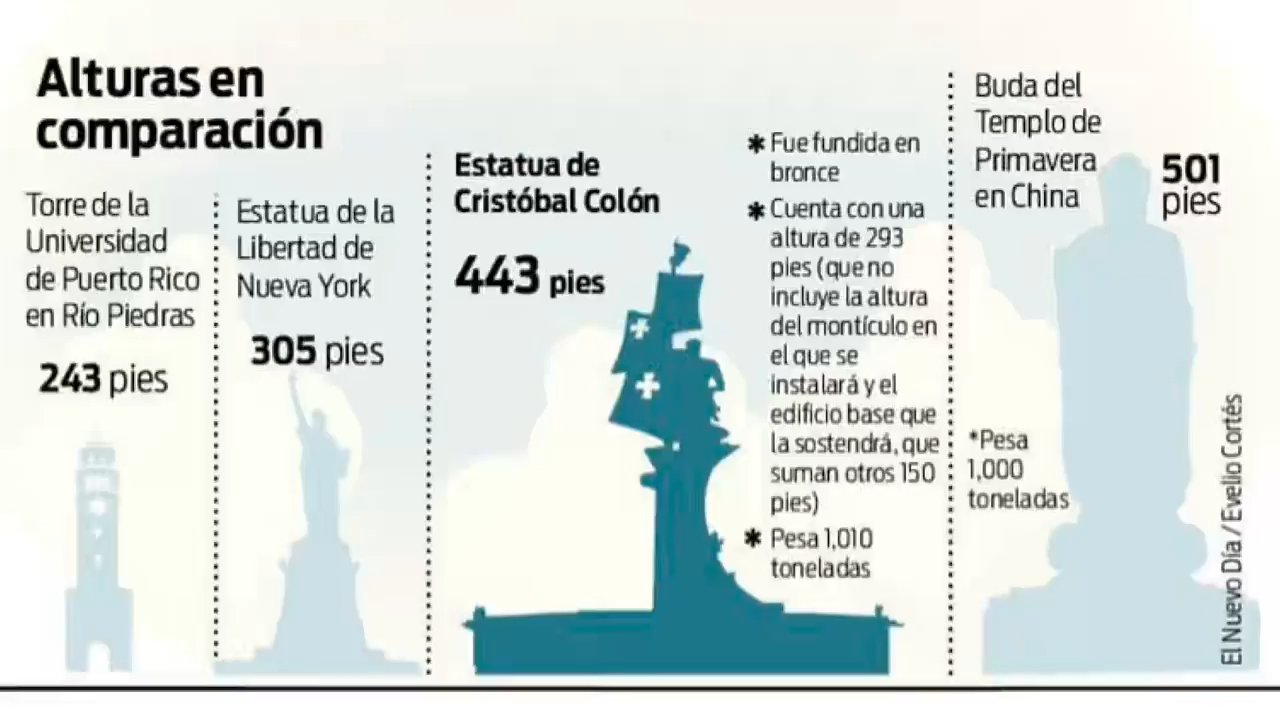 Alturas en
comparación
Torre de la
Universidad
de Puerto Rico
en Río Piedras
243 pies
Estatua de la
Libertad de
Nueva York
305 pies
Estatua de
Cristóbal Colón
443 pies
* Fue fundida en
bronce
* Cuenta con una
altura de 293
pies (que no
incluye la altura
del montículo en
el que se
instalará y el
edificio base que
la sostendrá, que
suman otros 150
pies)
* Pesa 1,010
toneladas
Buda del
Templo de
Primavera
en China
501
pies
*Pesa
1,000
toneladas
El Nuevo Día / Evelio Cortés